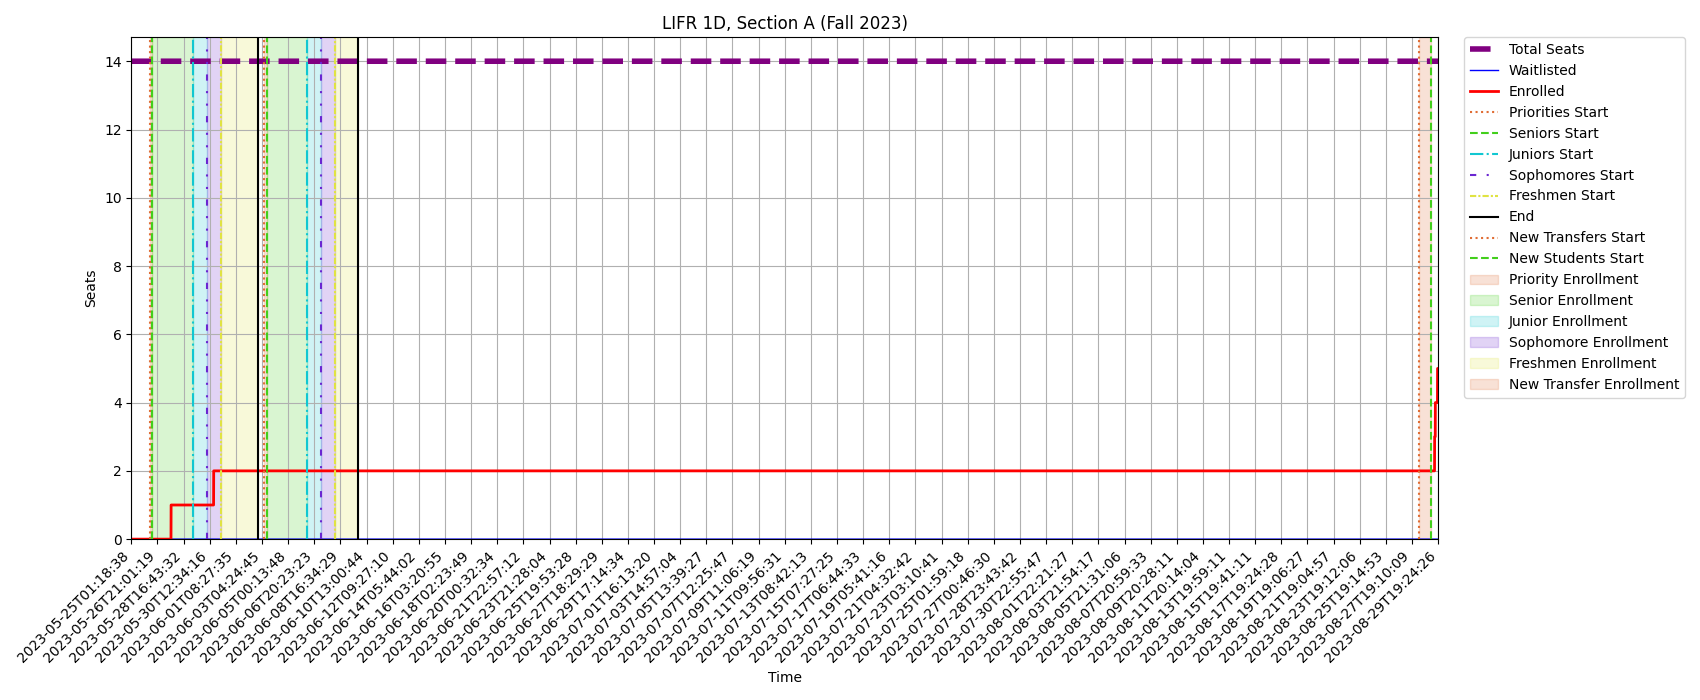 LIFR 1D, Section A (Fall 2023)
Seats
14
12
10
8
6
4
2
0
2023-05-25T01:18:38
2023-05-26T21:01:19
2023-05-28T16:43:32
2023-05-30T12:34:16
2023-06-01T08:27:35
2023-06-03T04:24:45
2023-06-05T00:13:48
2023-06-06T20:23:23
2023-06-08T16:34:29
2023-06-10T13:00:44
2023-06-12T09:27:10
2023-06-14T05:44:02
2023-06-16T03:20:55
2023-06-18T02:23:49
2023-06-20T00:32:34
2023-06-21T22:57:12
2023-06-23T21:28:04
2023-06-25T19:53:28
2023-06-27T18:29:29
2023-06-29T17:14:34
2023-07-01T16:13:20
2023-07-03T14:57:04
2023-07-05T13:39:27
2023-07-07T12:25:47
2023-07-09T11:06:19
2023-07-11T09:56:31
2023-07-13T08:42:13
2023-07-15T07:27:25
2023-07-17T06:44:33
2023-07-19T05:41:16
2023-07-21T04:32:42
2023-07-23T03:10:41
2023-07-25T01:59:18
2023-07-27T00:46:30
2023-07-28T23:43:42
2023-07-30T22:55:47
2023-08-01T22:21:27
2023-08-03T21:54:17
2023-08-05T21:31:06
2023-08-07T20:59:33
2023-08-09T20:28:11
2023-08-11T20:14:04
2023-08-13T19:59:11
2023-08-15T19:41:11
2023-08-17T19:24:28
2023-08-19T19:06:27
2023-08-21T19:04:57
2023-08-23T19:12:06
2023-08-25T19:14:53
2023-08-27T19:10:09
2023-08-29T19:24:26
Time
Total Seats
Waitlisted
Enrolled
Priorities Start
Seniors Start
Juniors Start
Sophomores Start
Freshmen Start
End
New Transfers Start
New Students Start
Priority Enrollment
Senior Enrollment
Junior Enrollment
Sophomore Enrollment
Freshmen Enrollment
New Transfer Enrollment